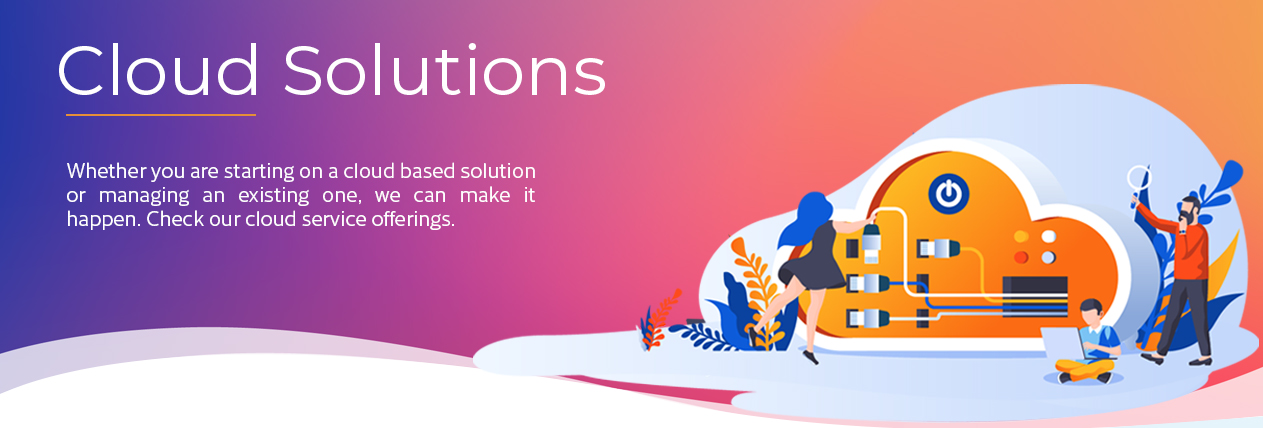 Cloud Solutions
Whether you are starting on a cloud based solution
or managing an existing one, we can make it
happen. Check our cloud service offerings.